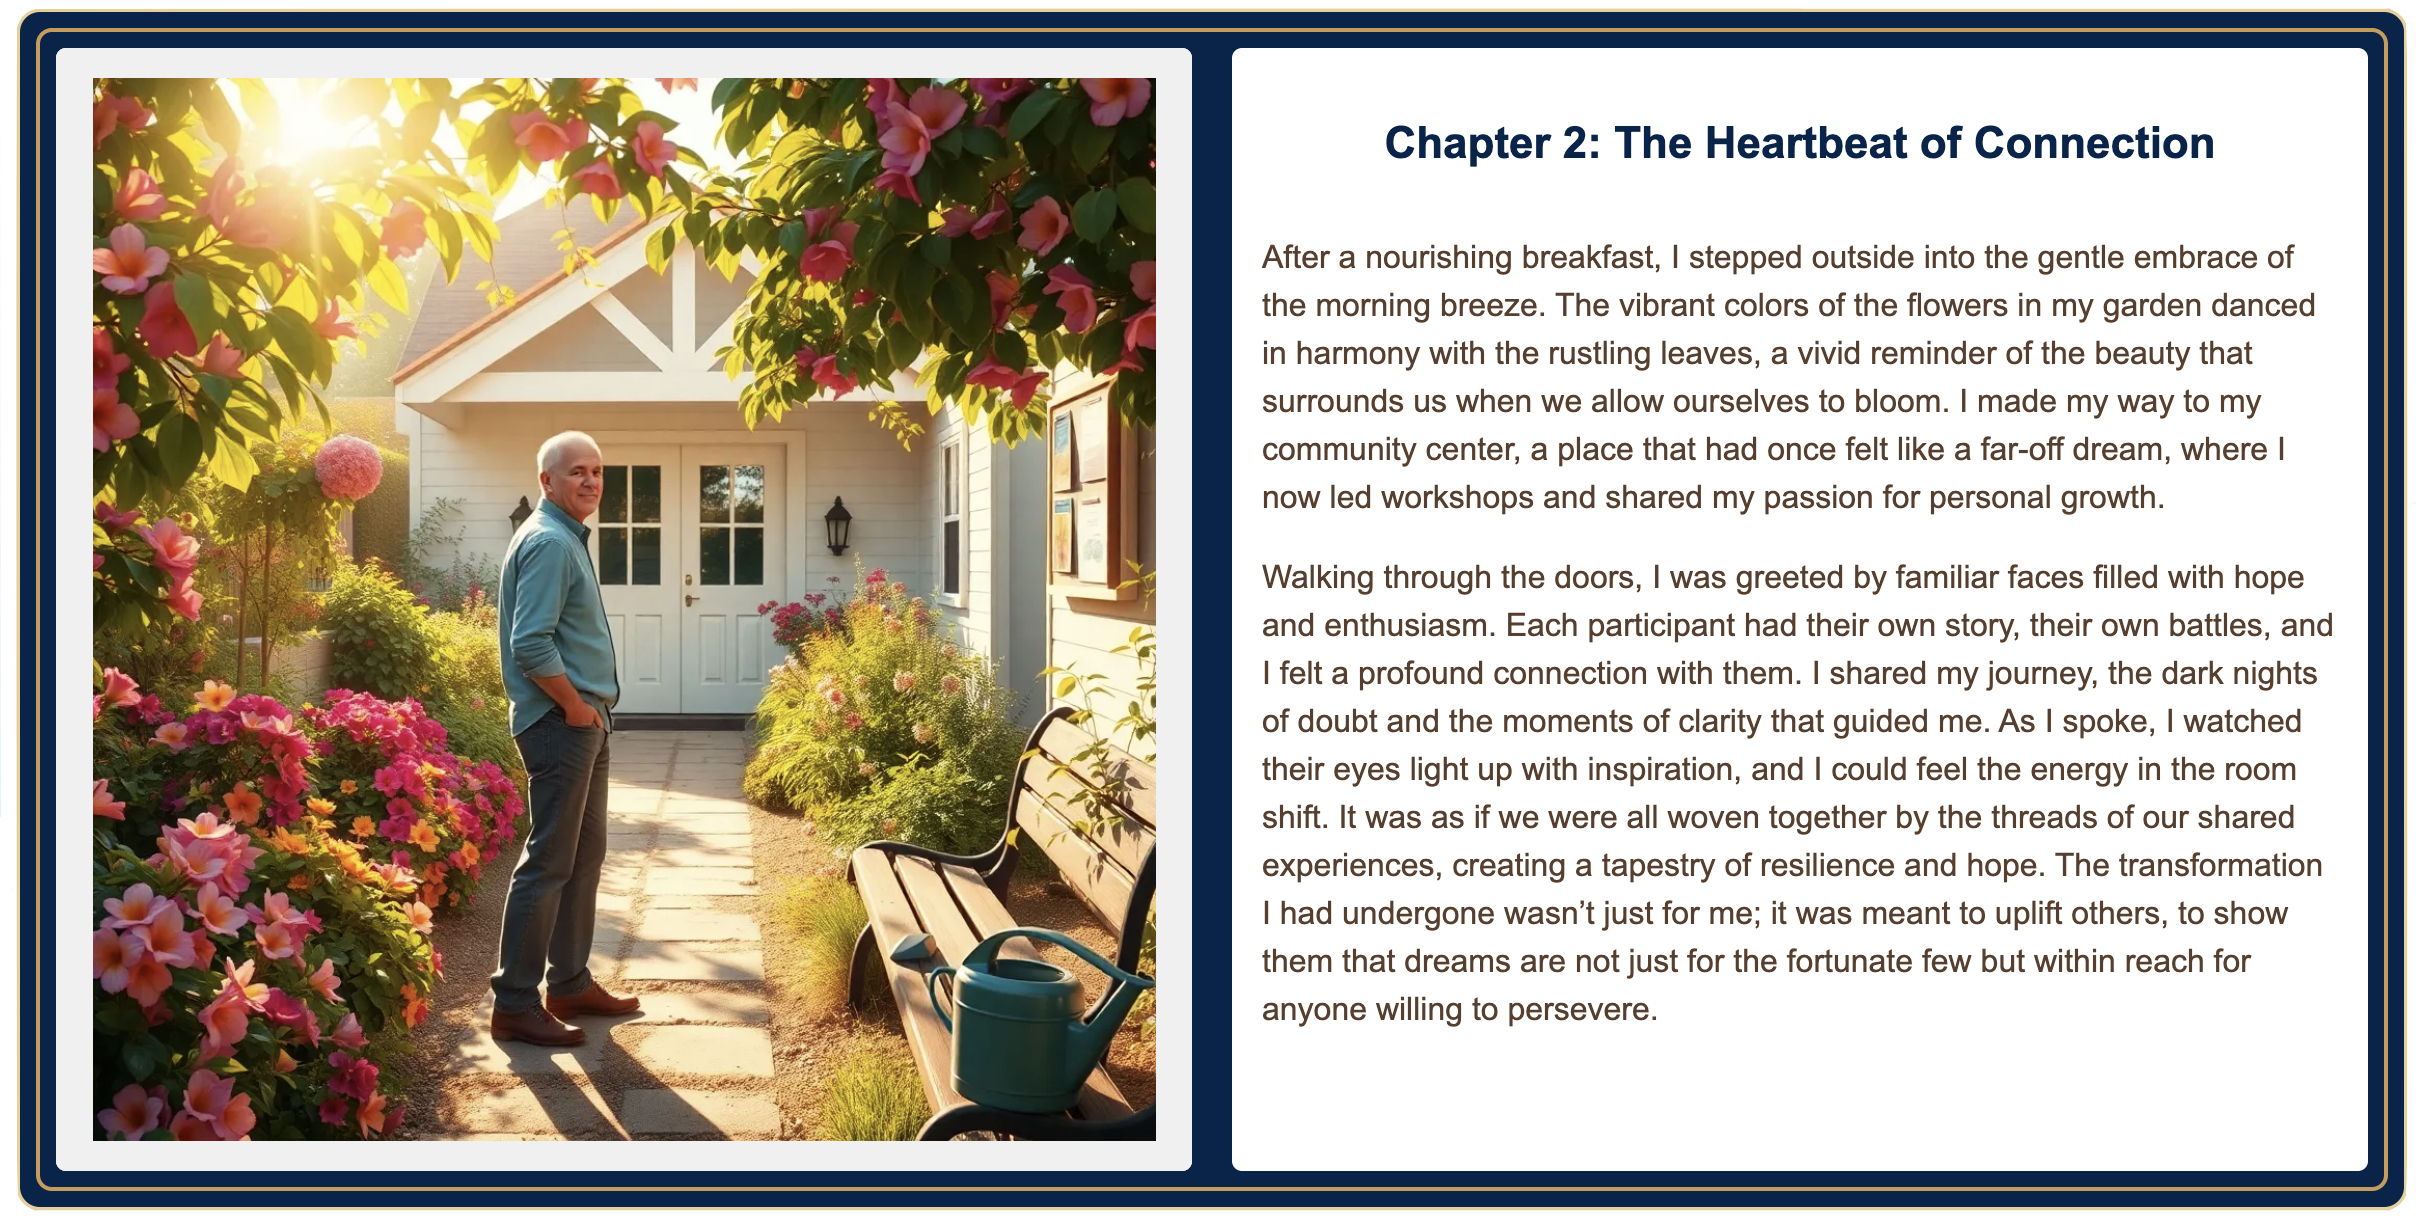 Chapter 2: The Heartbeat of Connection
After a nourishing breakfast, I stepped outside into the gentle embrace of
the morning breeze. The vibrant colors of the flowers in my garden danced
in harmony with the rustling leaves, a vivid reminder of the beauty that
surrounds us when we allow ourselves to bloom. I made my way to my
community center, a place that had once felt like a far-off dream, where I
now led workshops and shared my passion for personal growth.
Walking through the doors, I was greeted by familiar faces filled with hope
and enthusiasm. Each participant had their own story, their own battles, and
I felt a profound connection with them. I shared my journey, the dark nights
of doubt and the moments of clarity that guided me. As I spoke, I watched
their eyes light up with inspiration, and I could feel the energy in the room
shift. It was as if we were all woven together by the threads of our shared
experiences, creating a tapestry of resilience and hope. The transformation
I had undergone wasn’t just for me; it was meant to uplift others, to show
them that dreams are not just for the fortunate few but within reach for
anyone willing to persevere.